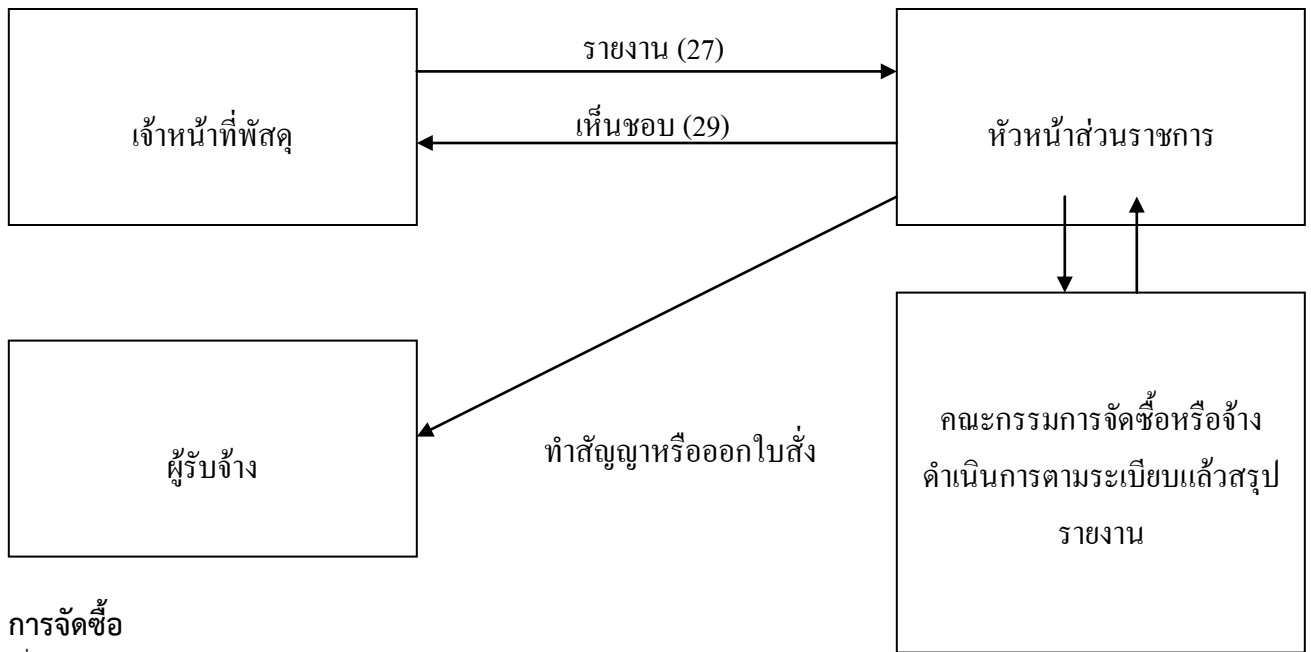 รายงาน (27)
เจ้าหน้าที่พัสดุ
เห็นชอบ (29)
หัวหน้าส่วนราชการ
ผู้รับจ้าง
ทำสัญญาหรือออกใบสั่ง
คณะกรรมการจัดซื้อหรือจ้าง
ดำเนินการตามระเบียบแล้วสรุป
รายงาน
การจัดซื้อ